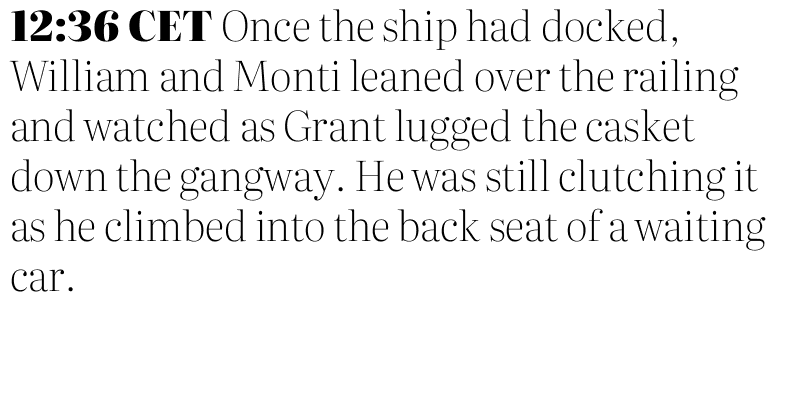 12:36 CET Once the ship had docked,
William and Monti leaned over the railing
and watched as Grant lugged the casket
down the gangway. He was still clutching it
as he climbed into the back seat of a waiting
car.